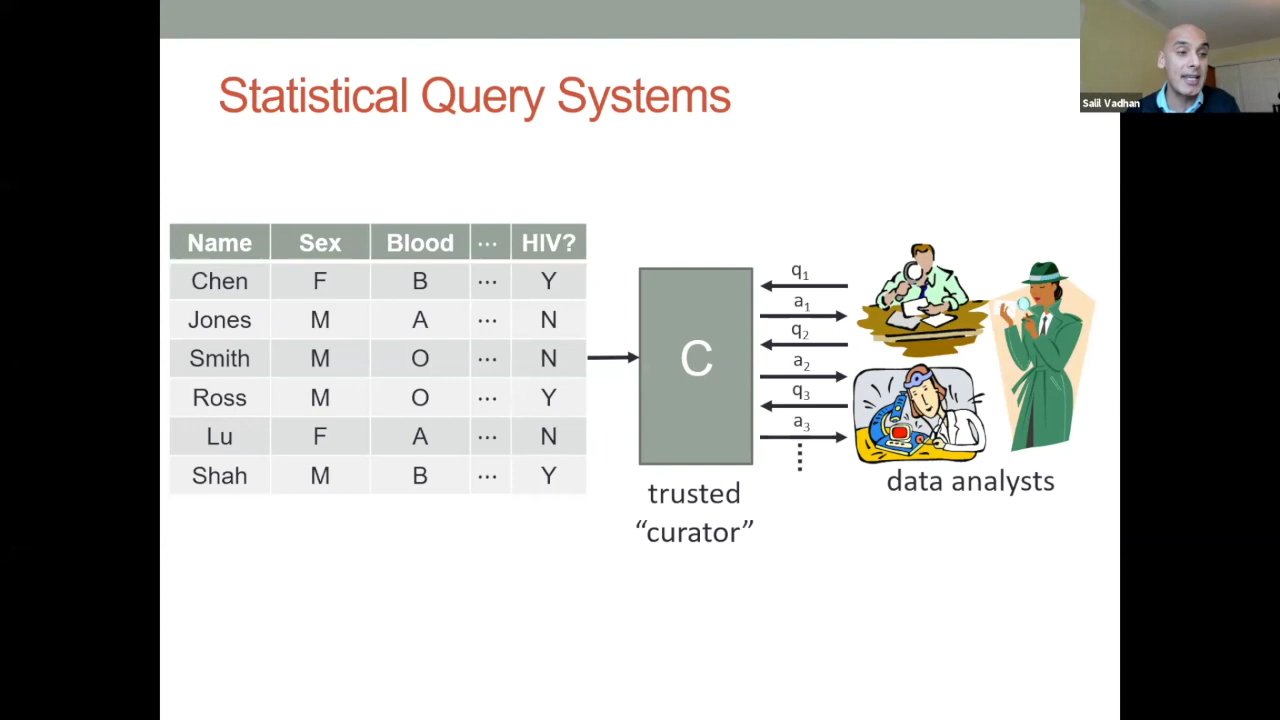 Statistical Query Systems
Salil Vadhan
Name Sex Blood ... HIV?
Chen F B ... Y
Jones M A ... N
Smith M O ... N
Ross M O ... Y
Lu F A ... N
Shah M B ... Y
C
trusted
“curator”
q1
a1
q2
a2
q3
a3
data analysts